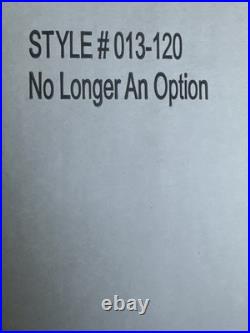 STYLE # 013-120
No Longer An Option